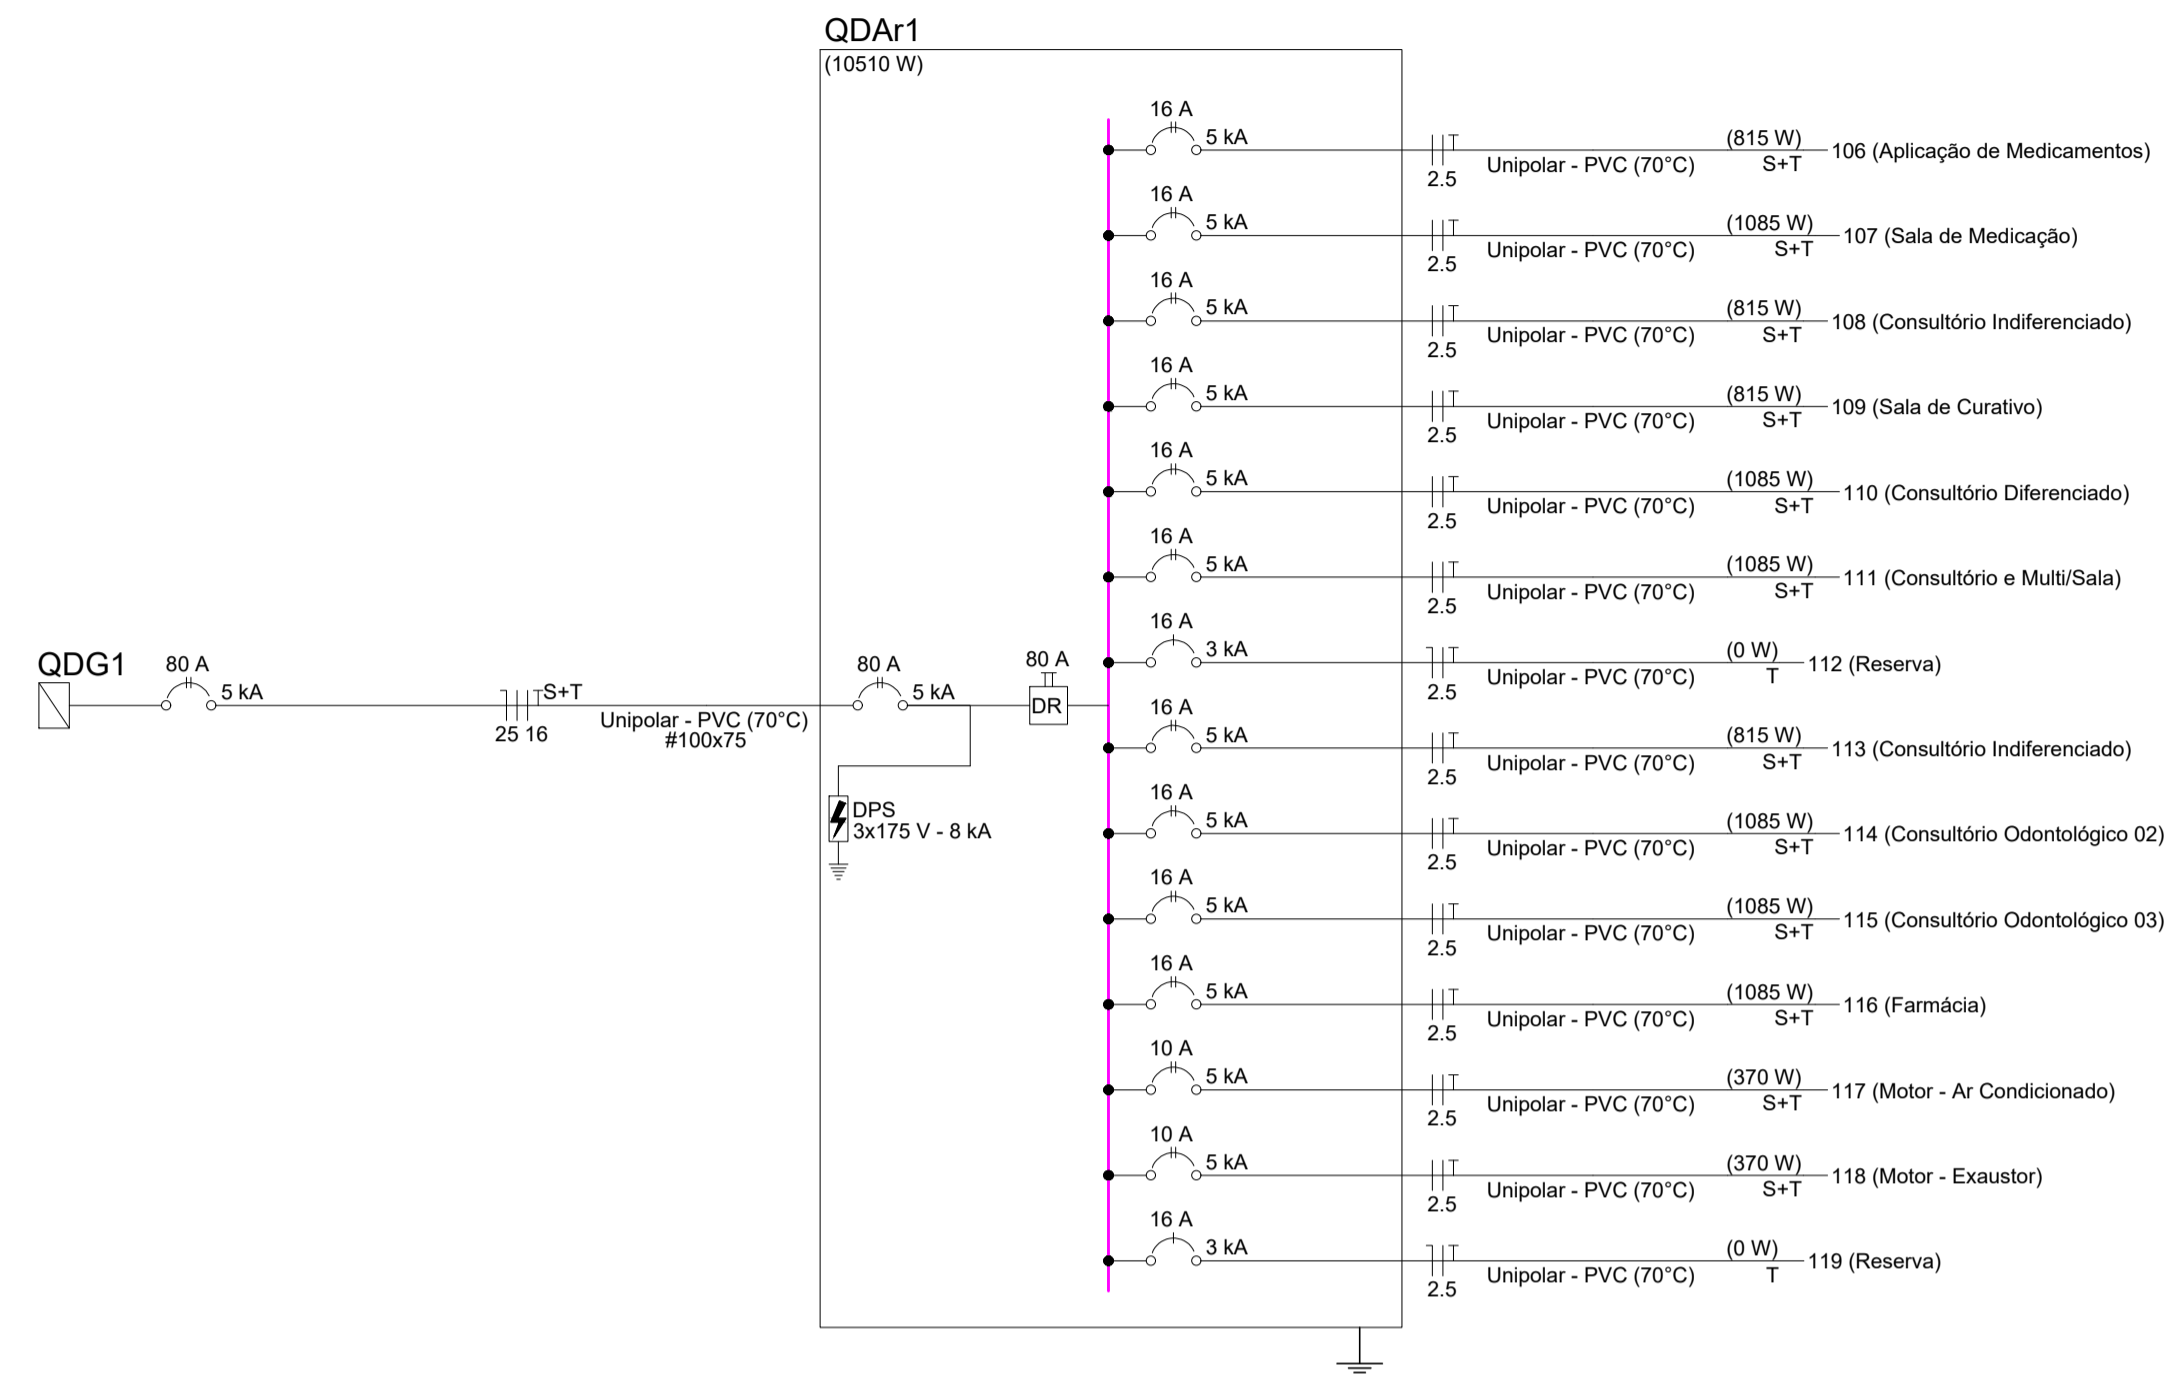 QDAr1
(10510 W)
QDG1
80 A
5 kA
S+T
25 16
Unipolar - PVC (70°C)
#100x75
80 A
5 kA
80 A
DR
DPS
3x175 V - 8 kA
16 A
5 kA
2.5
Unipolar - PVC (70°C)
(815 W)
S+T
106 (Aplicação de Medicamentos)
16 A
5 kA
2.5
Unipolar - PVC (70°C)
(1085 W)
S+T
107 (Sala de Medicação)
16 A
5 kA
2.5
Unipolar - PVC (70°C)
(815 W)
S+T
108 (Consultório Indiferenciado)
16 A
5 kA
2.5
Unipolar - PVC (70°C)
(815 W)
S+T
109 (Sala de Curativo)
16 A
5 kA
2.5
Unipolar - PVC (70°C)
(1085 W)
S+T
110 (Consultório Diferenciado)
16 A
5 kA
2.5
Unipolar - PVC (70°C)
(1085 W)
S+T
111 (Consultório e Multi/Sala)
16 A
3 kA
2.5
Unipolar - PVC (70°C)
(0 W)
T
112 (Reserva)
16 A
5 kA
2.5
Unipolar - PVC (70°C)
(815 W)
S+T
113 (Consultório Indiferenciado)
16 A
5 kA
2.5
Unipolar - PVC (70°C)
(1085 W)
S+T
114 (Consultório Odontológico 02)
16 A
5 kA
2.5
Unipolar - PVC (70°C)
(1085 W)
S+T
115 (Consultório Odontológico 03)
16 A
5 kA
2.5
Unipolar - PVC (70°C)
(1085 W)
S+T
116 (Farmácia)
10 A
5 kA
2.5
Unipolar - PVC (70°C)
(370 W)
S+T
117 (Motor - Ar Condicionado)
10 A
5 kA
2.5
Unipolar - PVC (70°C)
(370 W)
S+T
118 (Motor - Exaustor)
16 A
3 kA
2.5
Unipolar - PVC (70°C)
(0 W)
T
119 (Reserva)